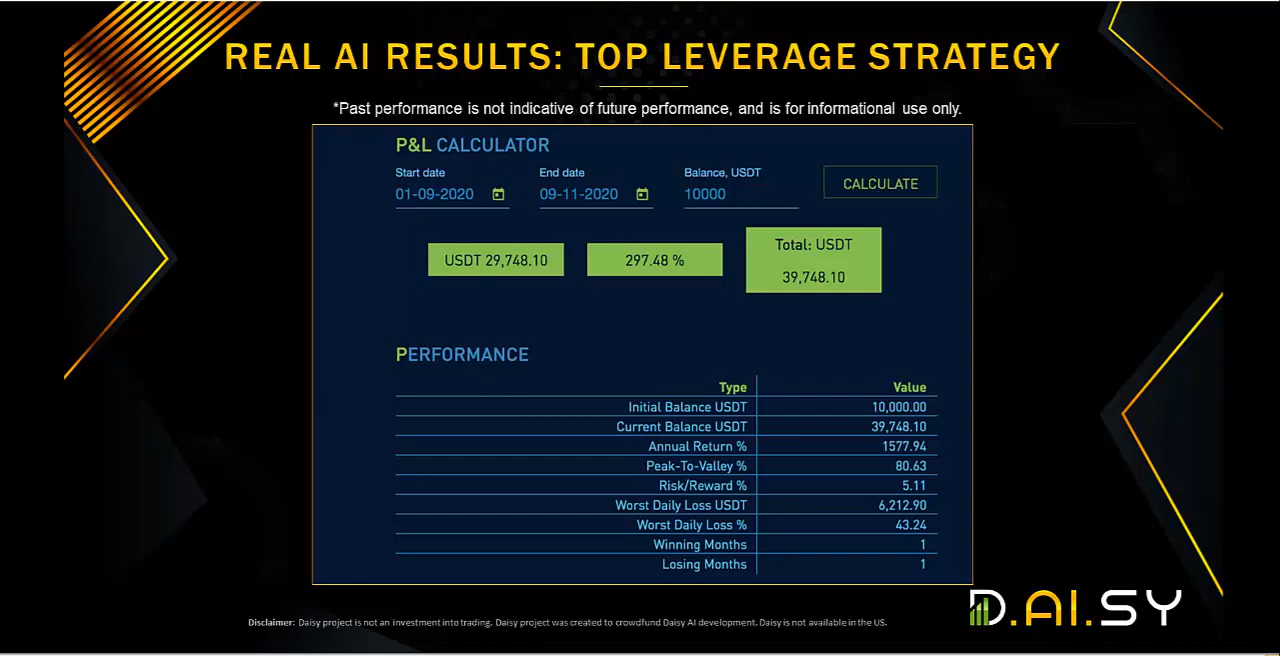 REAL AI RESULTS: TOP LEVERAGE STRATEGY
*Past performance is not indicative of future performance, and is for informational use only.
P&L CALCULATOR
Start date End date Balance, USDT
01-09-2020 09-11-2020 10000 CALCULATE
USDT 29,748.10 297.48 % Total: USDT
39,748.10
PERFORMANCE
Type Value
Initial Balance USDT 10,000.00
Current Balance USDT 39,748.10
Annual Return % 1577.94
Peak-To-Valley % 80.63
Risk/Reward % 5.11
Worst Daily Loss USDT 6,212.90
Worst Daily Loss % 43.24
Winning Months 1
Losing Months 1
D.AI.SY
Disclaimer: Daisy project is not an investment into trading. Daisy project was created to crowdfund Daisy AI development. Daisy is not available in the US.